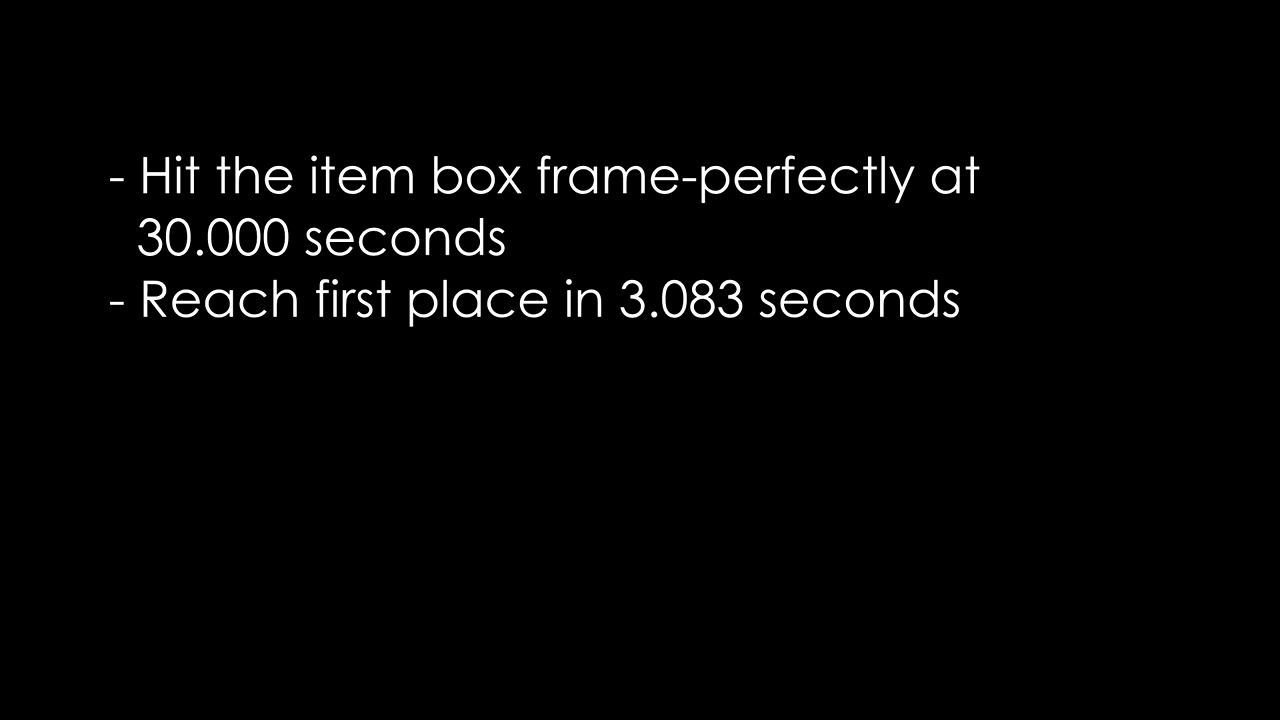 - Hit the item box frame-perfectly at
30.000 seconds
- Reach first place in 3.083 seconds